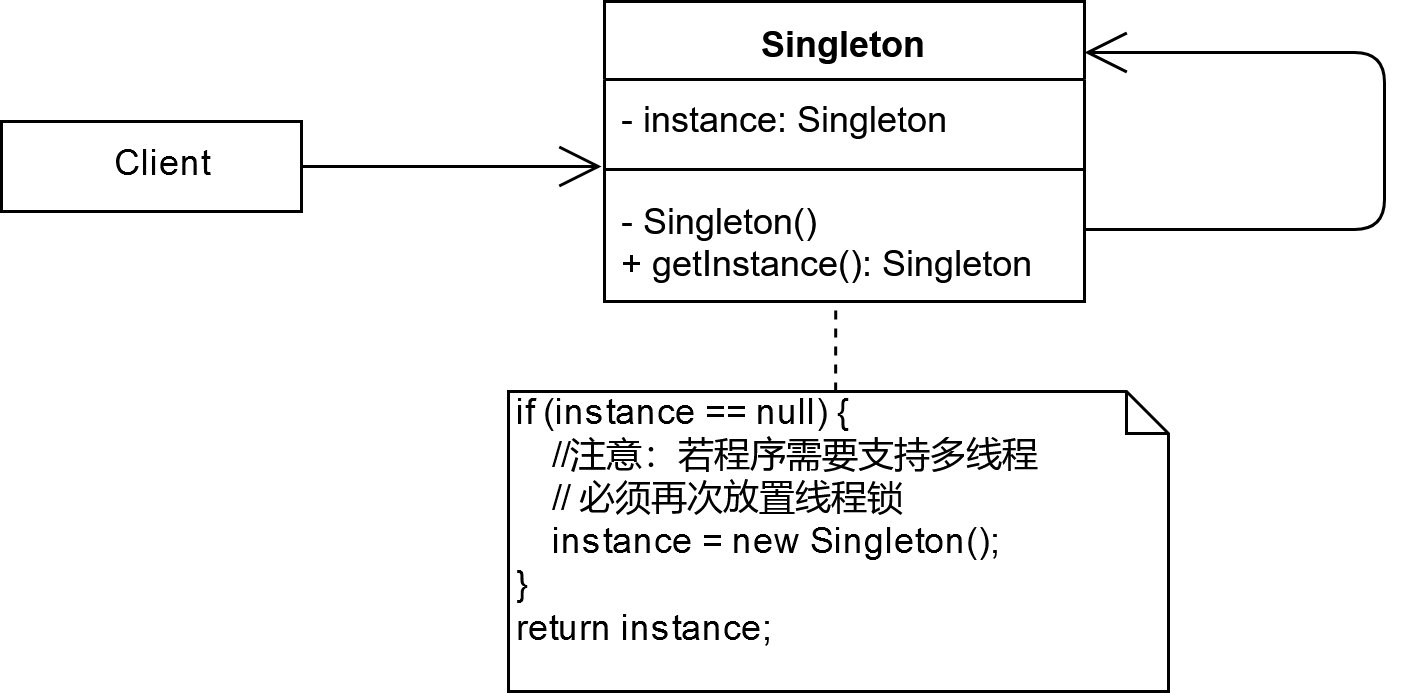 Singleton
- instance: Singleton
Client
- Singleton()
+ getInstance(): Singleton
if (instance == null) {
//注意：若程序需要支持多线程
// 必须再次放置线程锁
instance = new Singleton();
}
return instance;